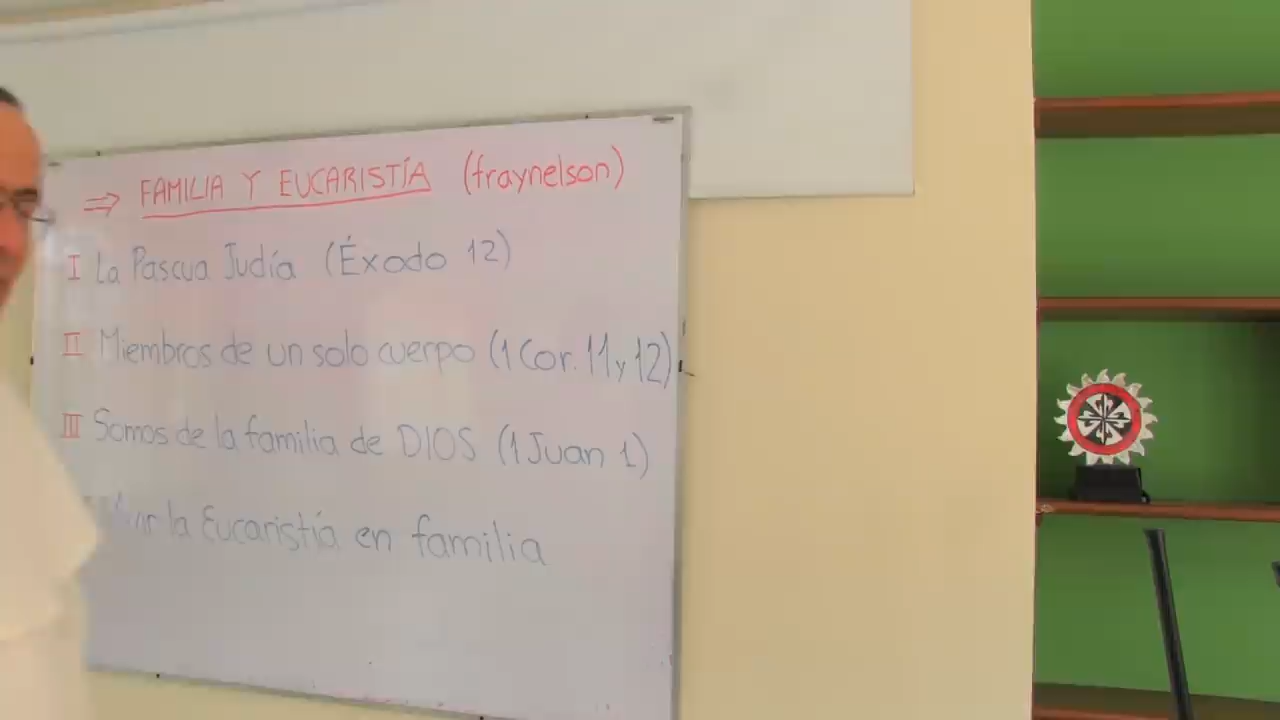 ⇒ FAMILIA Y EUCARISTÍA (fraynelson)
I La Pascua Judía (Éxodo 12)
II Miembros de un solo cuerpo (1 Cor. 11 y 12)
III Somos de la familia de DIOS (1 Juan 1)
la Eucaristía en familia